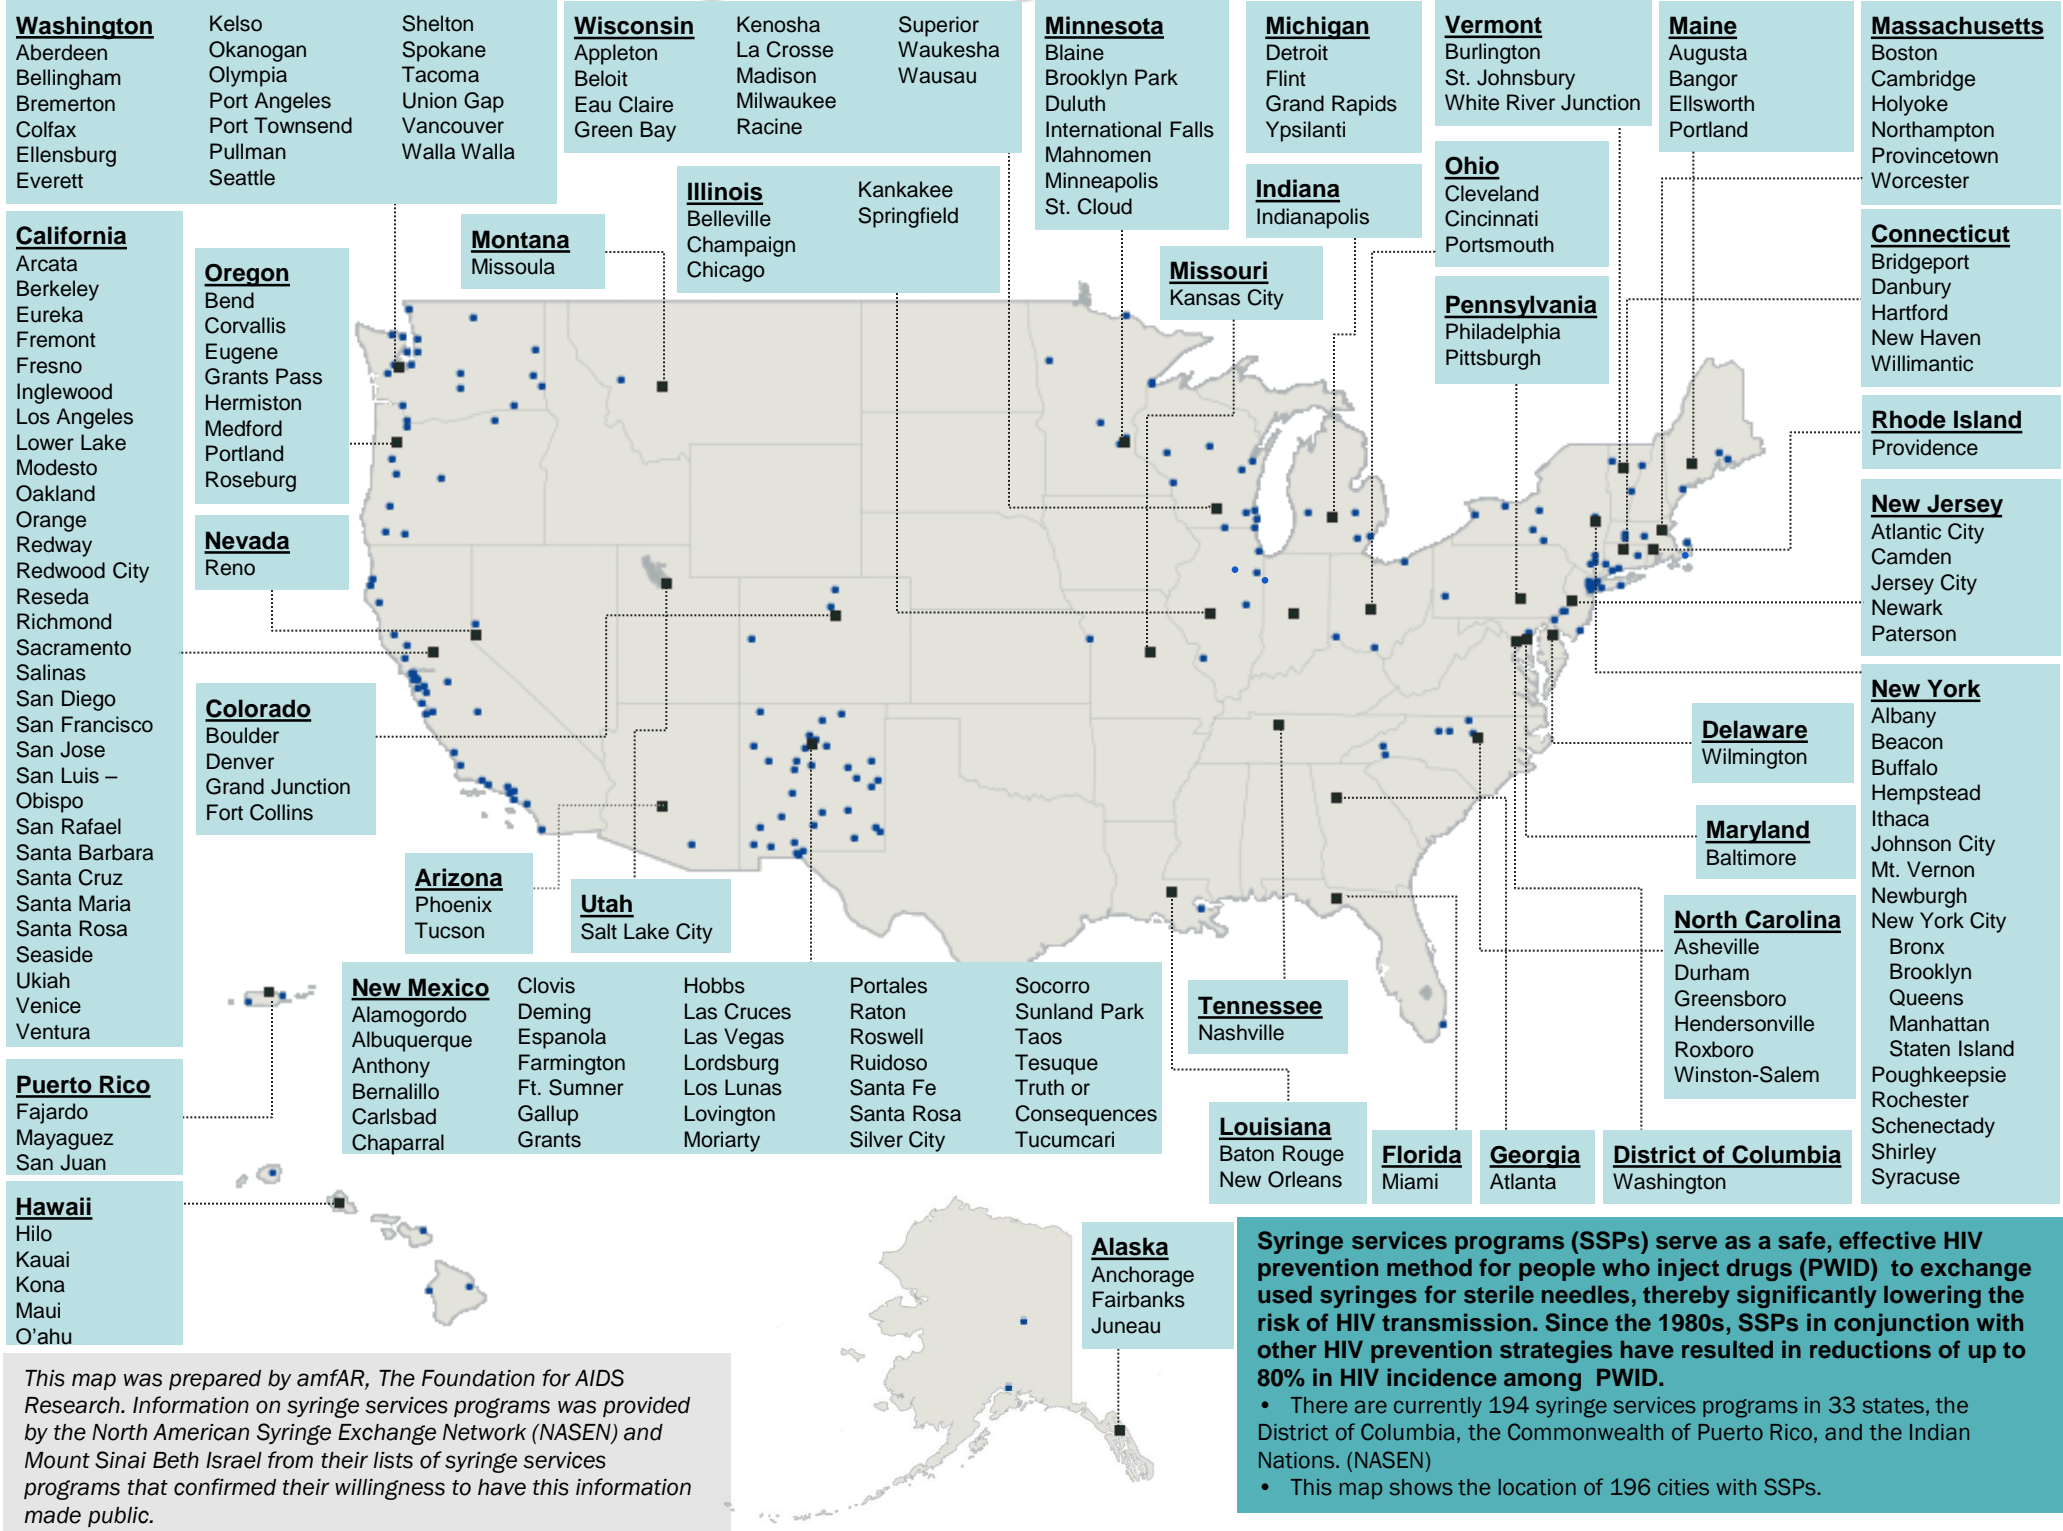 Washington
Aberdeen
Bellingham
Bremerton
Colfax
Ellensburg
Everett
Kelso
Okanogan
Olympia
Port Angeles
Port Townsend
Pullman
Seattle
Shelton
Spokane
Tacoma
Union Gap
Vancouver
Walla Walla
Wisconsin
Appleton
Beloit
Eau Claire
Green Bay
Kenosha
La Crosse
Madison
Milwaukee
Racine
Superior
Waukesha
Wausau
Minnesota
Blaine
Brooklyn Park
Duluth
International Falls
Mahnomen
Minneapolis
St. Cloud
Michigan
Detroit
Flint
Grand Rapids
Ypsilanti
Vermont
Burlington
St. Johnsbury
White River Junction
Maine
Augusta
Bangor
Ellsworth
Portland
Massachusetts
Boston
Cambridge
Holyoke
Northampton
Provincetown
Worcester
California
Arcata
Berkeley
Eureka
Fremont
Fresno
Inglewood
Los Angeles
Lower Lake
Modesto
Oakland
Orange
Redway
Redwood City
Reseda
Richmond
Sacramento
Salinas
San Diego
San Francisco
San Jose
San Luis –
Obispo
San Rafael
Santa Barbara
Santa Cruz
Santa Maria
Santa Rosa
Seaside
Ukiah
Venice
Ventura
Oregon
Bend
Corvallis
Eugene
Grants Pass
Hermiston
Medford
Portland
Roseburg
Montana
Missoula
Illinois
Belleville
Champaign
Chicago
Kankakee
Springfield
Missouri
Kansas City
Indiana
Indianapolis
Ohio
Cleveland
Cincinnati
Portsmouth
Pennsylvania
Philadelphia
Pittsburgh
Connecticut
Bridgeport
Danbury
Hartford
New Haven
Willimantic
Rhode Island
Providence
New Jersey
Atlantic City
Camden
Jersey City
Newark
Paterson
Nevada
Reno
Colorado
Boulder
Denver
Grand Junction
Fort Collins
Arizona
Phoenix
Tucson
Utah
Salt Lake City
New York
Albany
Beacon
Buffalo
Hempstead
Ithaca
Johnson City
Mt. Vernon
Newburgh
New York City
Bronx
Brooklyn
Queens
Manhattan
Staten Island
Poughkeepsie
Rochester
Schenectady
Shirley
Syracuse
Delaware
Wilmington
Maryland
Baltimore
North Carolina
Asheville
Durham
Greensboro
Hendersonville
Roxboro
Winston-Salem
New Mexico
Alamogordo
Albuquerque
Anthony
Bernalillo
Carlsbad
Chaparral
Clovis
Deming
Espanola
Farmington
Ft. Sumner
Gallup
Grants
Hobbs
Las Cruces
Las Vegas
Lordsburg
Los Lunas
Lovington
Moriarty
Portales
Raton
Roswell
Ruidoso
Santa Fe
Santa Rosa
Silver City
Socorro
Sunland Park
Taos
Tesuque
Truth or
Consequences
Tucumcari
Tennessee
Nashville
Louisiana
Baton Rouge
New Orleans
Florida
Miami
Georgia
Atlanta
District of Columbia
Washington
Puerto Rico
Fajardo
Mayaguez
San Juan
Hawaii
Hilo
Kauai
Kona
Maui
O'ahu
Alaska
Anchorage
Fairbanks
Juneau
This map was prepared by amfAR, The Foundation for AIDS
Research. Information on syringe services programs was provided
by the North American Syringe Exchange Network (NASEN) and
Mount Sinai Beth Israel from their lists of syringe services
programs that confirmed their willingness to have this information
made public.
Syringe services programs (SSPs) serve as a safe, effective HIV
prevention method for people who inject drugs (PWID) to exchange
used syringes for sterile needles, thereby significantly lowering the
risk of HIV transmission. Since the 1980s, SSPs in conjunction with
other HIV prevention strategies have resulted in reductions of up to
80% in HIV incidence among PWID.
• There are currently 194 syringe services programs in 33 states, the
District of Columbia, the Commonwealth of Puerto Rico, and the Indian
Nations. (NASEN)
• This map shows the location of 196 cities with SSPs.